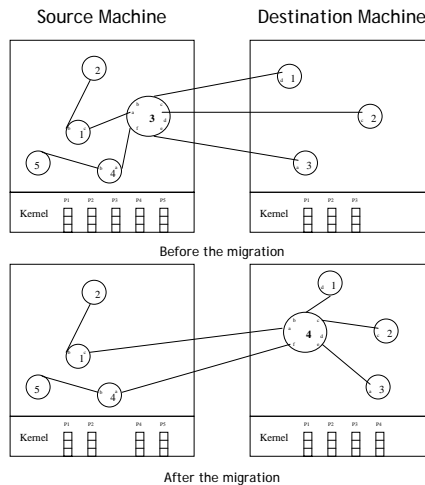 Source Machine Destination Machine
2
1
3
5
4
1
2
3
Kernel P1 P2 P3 P4 P5
Kernel P1 P2 P3
Before the migration
2
1
5
4
1
4
2
3
Kernel P1 P2 P4 P5
Kernel P1 P2 P3 P4
After the migration